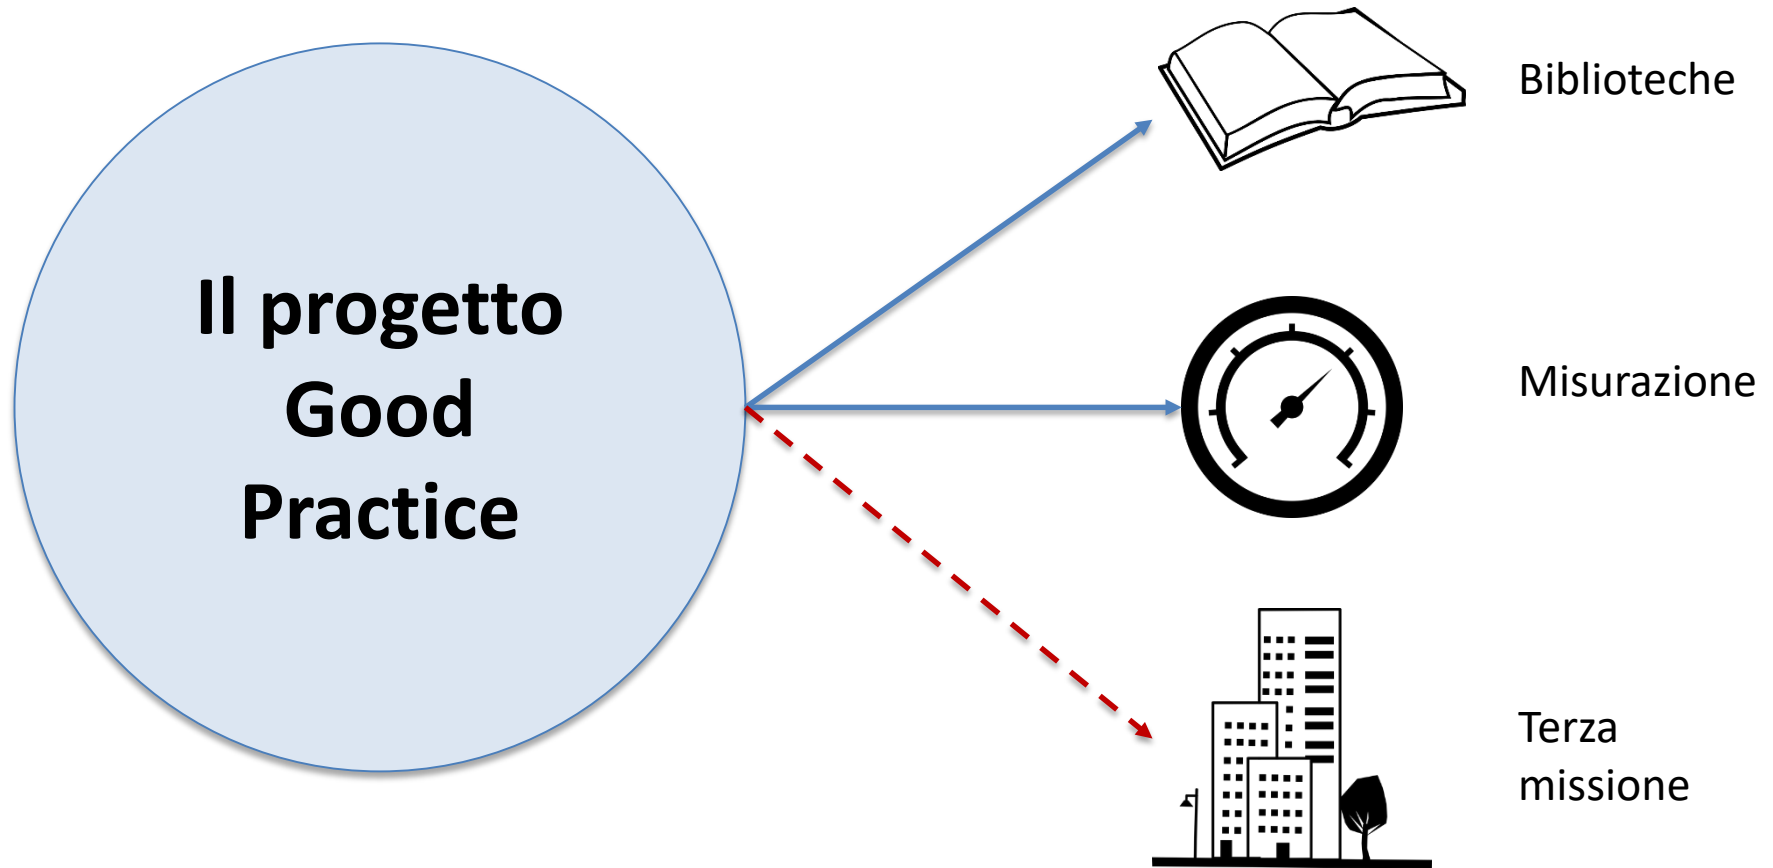 Il progetto
Good
Practice
Biblioteche
Misurazione
Terza
missione